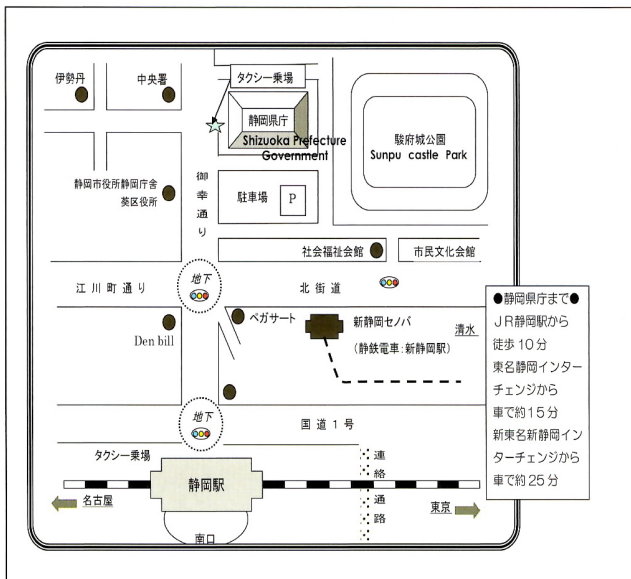 タクシー乗場
伊勢丹
中央署
静岡県庁
Shizuoka Prefecture
Government
駿府城公園
Sunpu castle Park
静岡市役所静岡庁舎
葵区役所
御幸通り
駐車場
P
社会福祉会館
市民文化会館
江川町通り
地下
北街道
ペガサート
Den bill
新静岡セノバ
(静鉄電車:新静岡駅)
清水
●静岡県庁まで●
JR静岡駅から
徒歩10分
東名静岡インター
チェンジから
車で約15分
新東名新静岡イン
ターチェンジから
車で約25分
地下
国道1号
タクシー乗場
静岡駅
連絡通路
名古屋
東京
南口